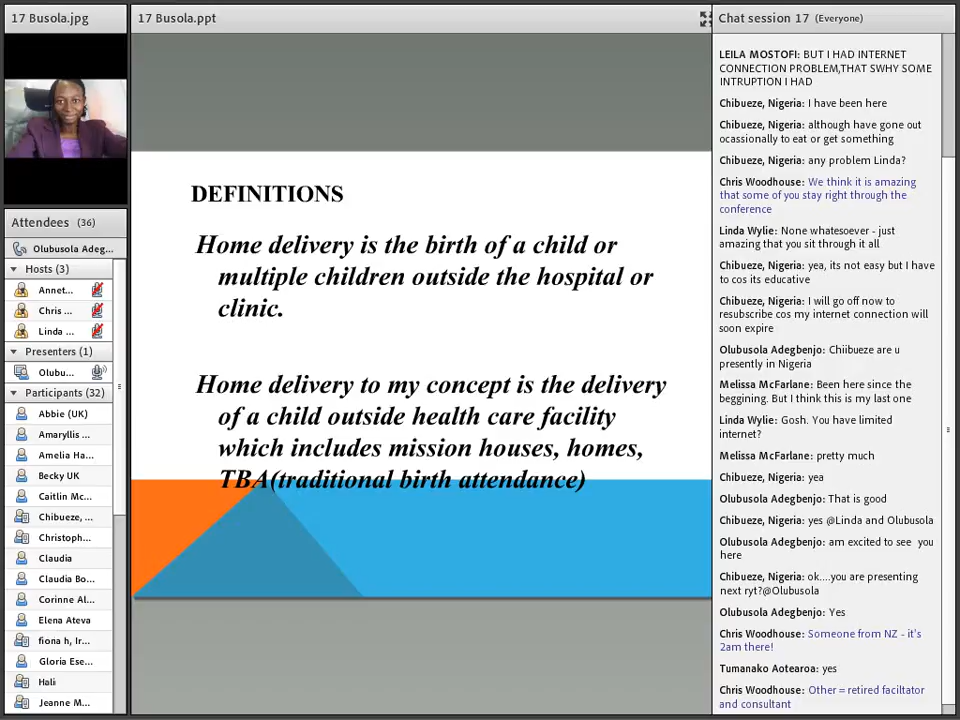 17 Busola.jpg
Attendees (36)
Olubusola Adeg...
Hosts (3)
Annet...
Chris ...
Linda ...
Presenters (1)
Olubu...
Participants (32)
Abbie (UK)
Amaryllis ...
Amelia Ha...
Becky UK
Caitlin Mc...
Chibueze, ...
Christoph...
Claudia
Claudia Bo...
Corinne Al...
Elena Ateva
fiona h, Ir...
Gloria Ese...
Hali
Jeanne M...
17 Busola.ppt
DEFINITIONS
Home delivery is the birth of a child or
multiple children outside the hospital or
clinic.
Home delivery to my concept is the delivery
of a child outside health care facility
which includes mission houses, homes,
TBA(traditional birth attendance)
Chat session 17 (Everyone)
LEILA MOSTOFI: BUT I HAD INTERNET
CONNECTION PROBLEM,THAT SWHY SOME
INTRUPTION I HAD
Chibueze, Nigeria: I have been here
Chibueze, Nigeria: although have gone out
ocassionally to eat or get something
Chibueze, Nigeria: any problem Linda?
Chris Woodhouse: We think it is amazing
that some of you stay right through the
conference
Linda Wylie: None whatesoever - just
amazing that you sit through it all
Chibueze, Nigeria: yea, its not easy but I have
to cos its educative
Chibueze, Nigeria: I will go off now to
resubscribe cos my internet connection will
soon expire
Olubusola Adegbenjo: Chiibueze are u
presently in Nigeria
Melissa McFarlane: Been here since the
beggining. But I think this is my last one
Linda Wylie: Gosh. You have limited
internet?
Melissa McFarlane: pretty much
Chibueze, Nigeria: yea
Olubusola Adegbenjo: That is good
Chibueze, Nigeria: yes @Linda and Olubusola
Olubusola Adegbenjo: am excited to see you
here
Chibueze, Nigeria: ok....you are presenting
next ryt?@Olubusola
Olubusola Adegbenjo: Yes
Chris Woodhouse: Someone from NZ - it's
2am there!
Tumanako Aotearoa: yes
Chris Woodhouse: Other = retired faciltator
and consultant